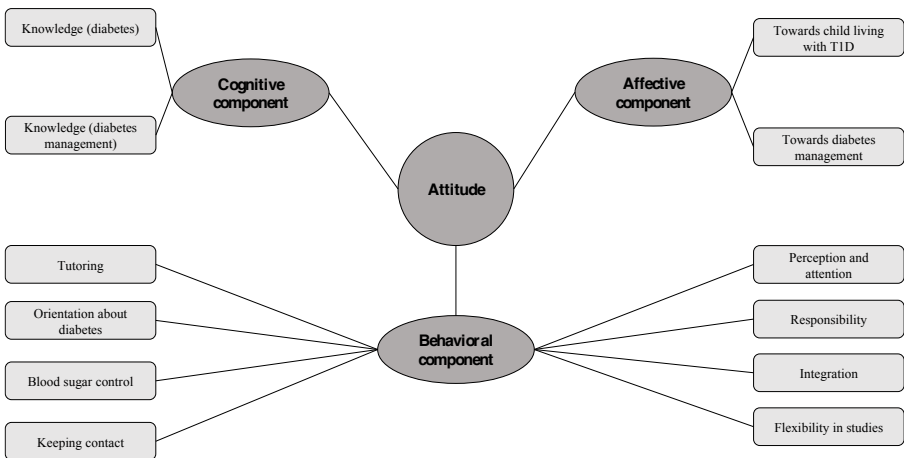 Knowledge (diabetes)
Knowledge (diabetes
management)
Cognitive
component
Affective
component
Towards child living
with T1D
Towards diabetes
management
Attitude
Tutoring
Orientation about
diabetes
Blood sugar control
Keeping contact
Behavioral
component
Perception and
attention
Responsibility
Integration
Flexibility in studies